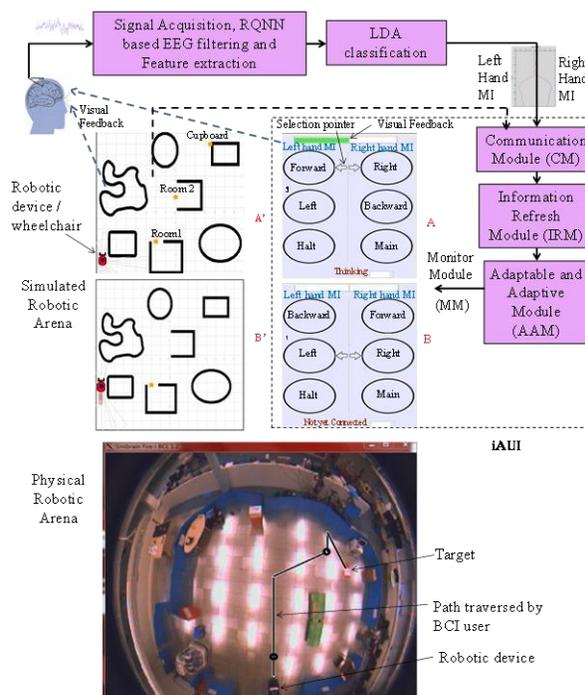 Signal Acquisition, RQNN
based EEG filtering and
Feature extraction
LDA
classification
Left
Hand
MI
Right
Hand
MI
Visual
Feedback
Selection pointer
Visual Feedback
Cupboard
Room 2
Room1
Robotic
device /
wheelchair
A'
Left hand MI
Right hand MI
Forward
Right
Left
Backward
Halt
Main
Thinking
A
Communication
Module (CM)
Information
Refresh
Module (IRM)
Adaptable and
Adaptive
Module
(AAM)
Monitor
Module
(MM)
Simulated
Robotic
Arena
B'
Left hand MI
Right hand MI
Backward
Forward
Left
Right
Halt
Main
Not yet Connected
B
iAUI
Physical
Robotic
Arena
Target
Path traversed by
BCI user
Robotic device